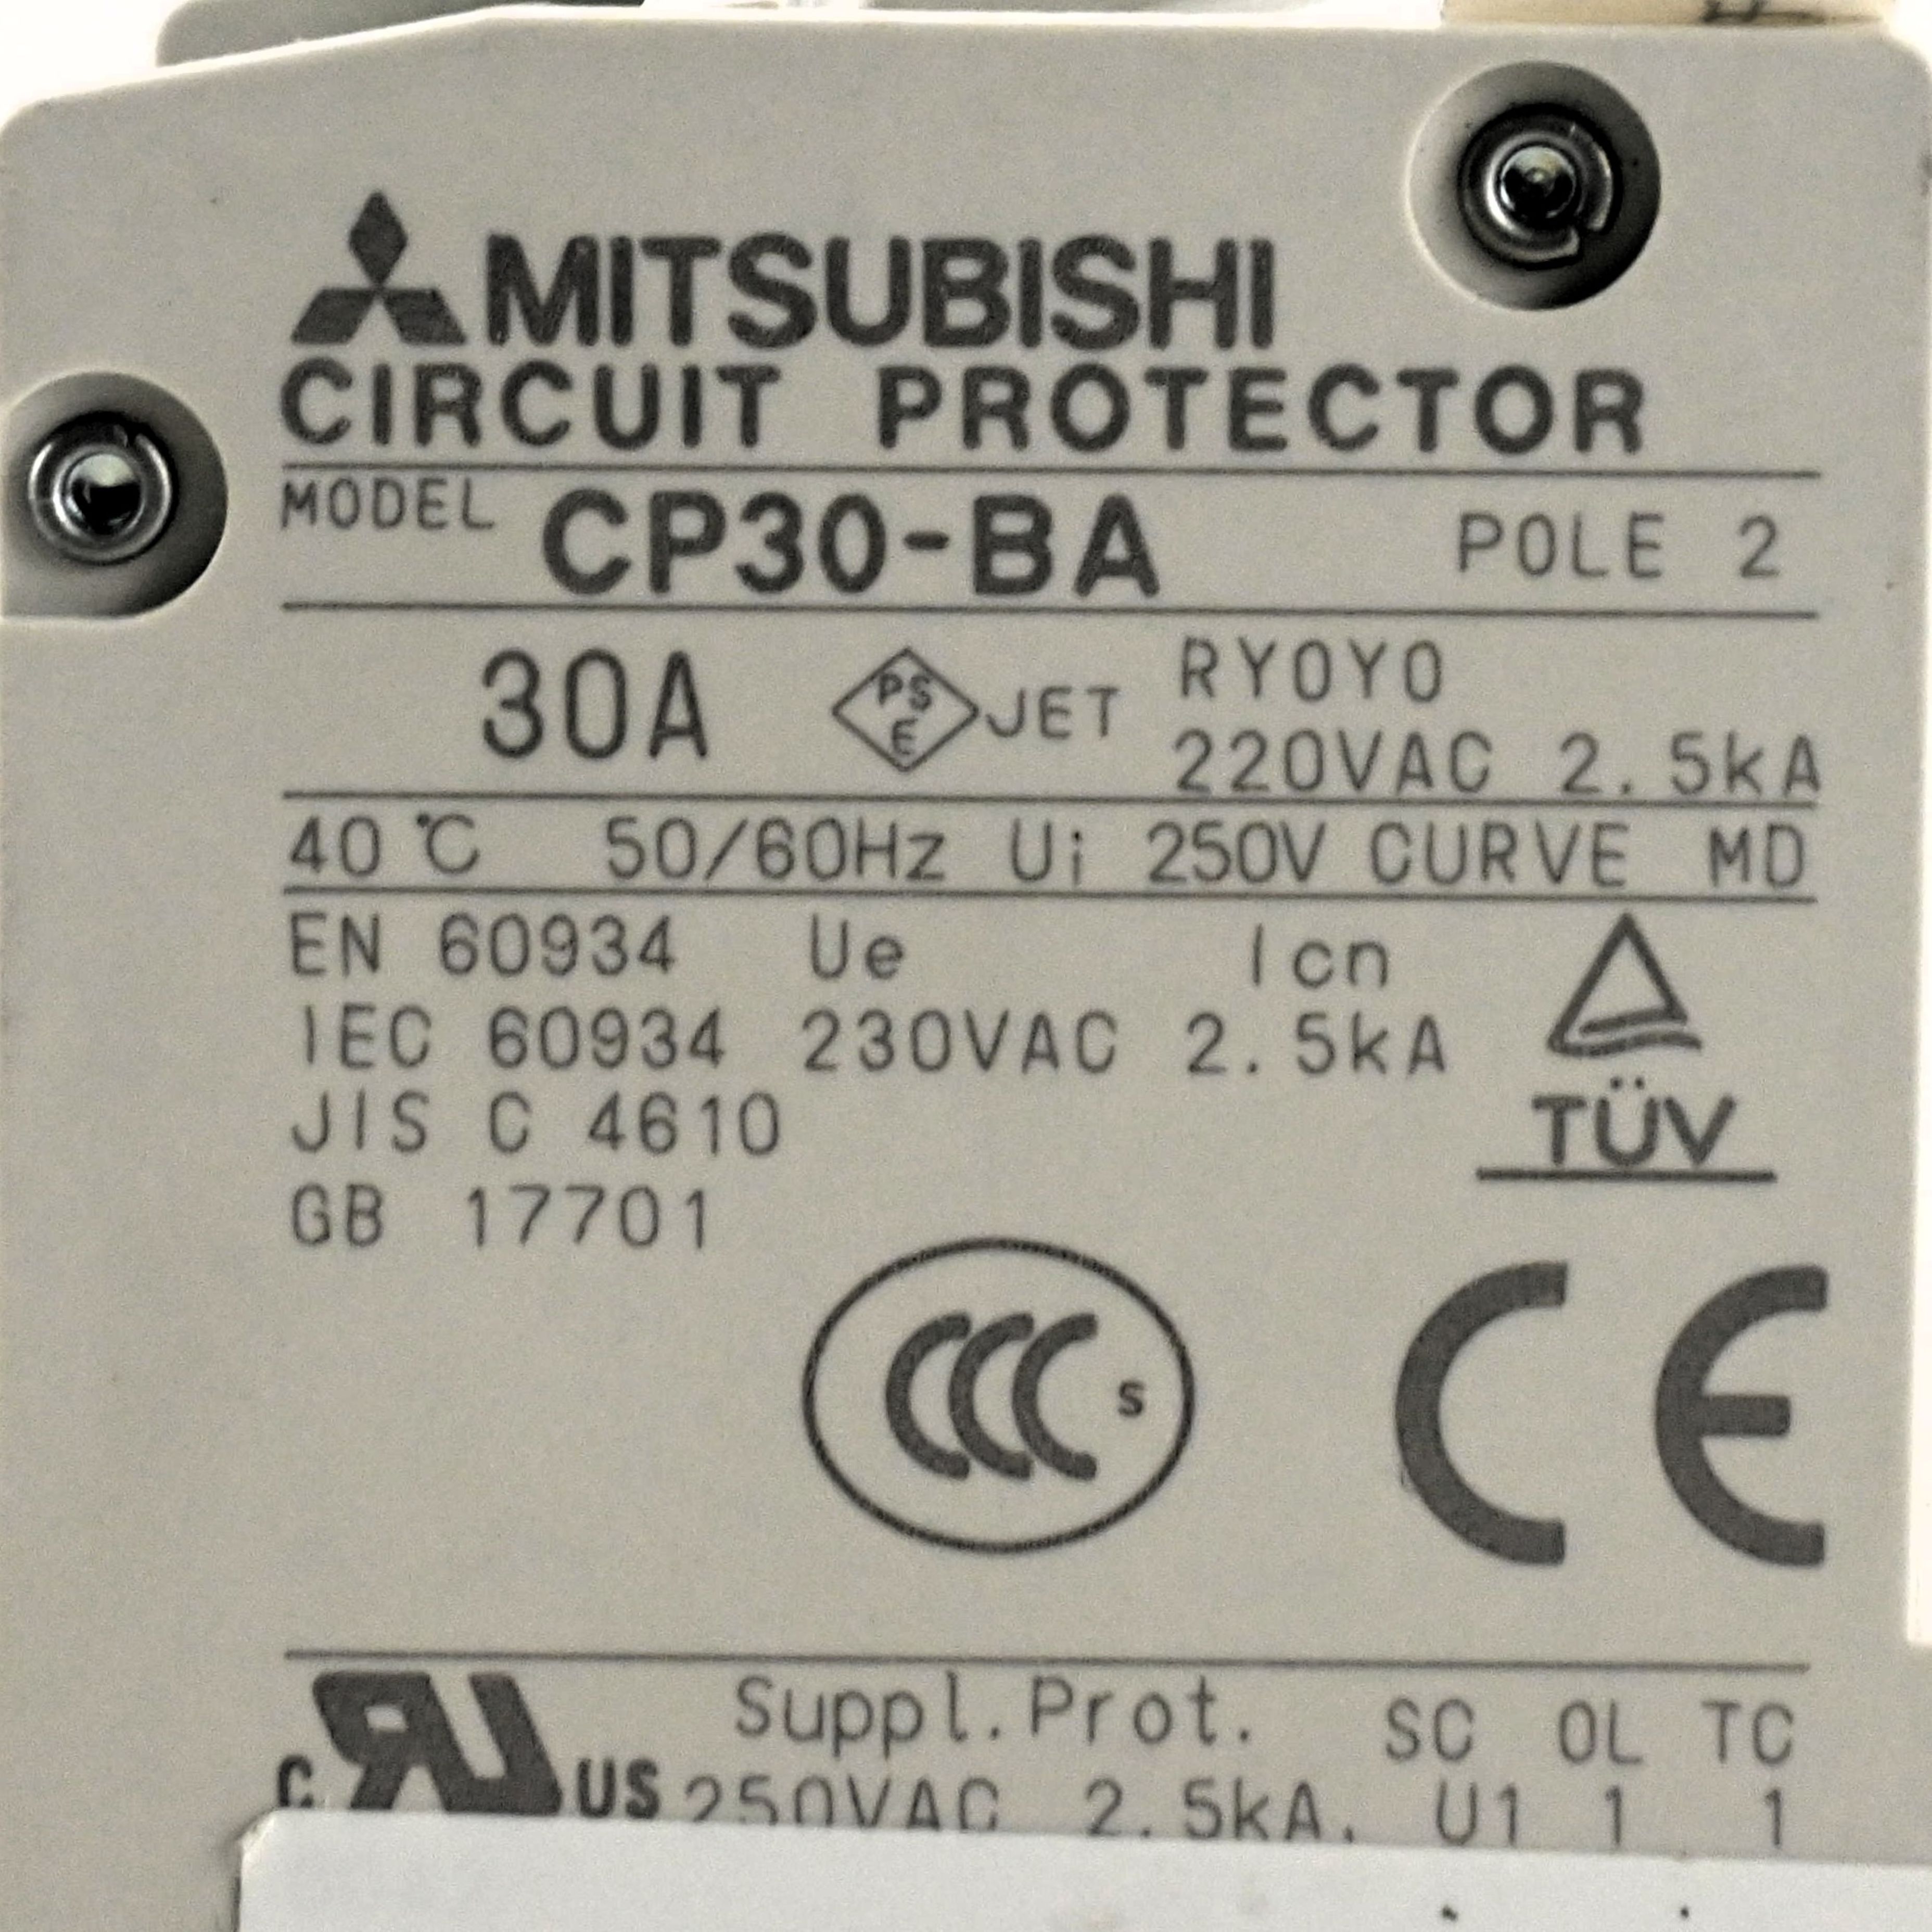 MITSUBISHI
CIRCUIT PROTECTOR
MODEL CP30-BA POLE 2
30A PS E JET RYOYO
220VAC 2.5kA
40℃ 50/60Hz Ui 250V CURVE MD
EN 60934 Ue Icn
IEC 60934 230VAC 2.5kA
JIS C 4610
TÜV
GB 17701
CCC S CE
Suppl.Prot. SC OL TC
C RU US 250VAC 2.5kA, U1 1 1